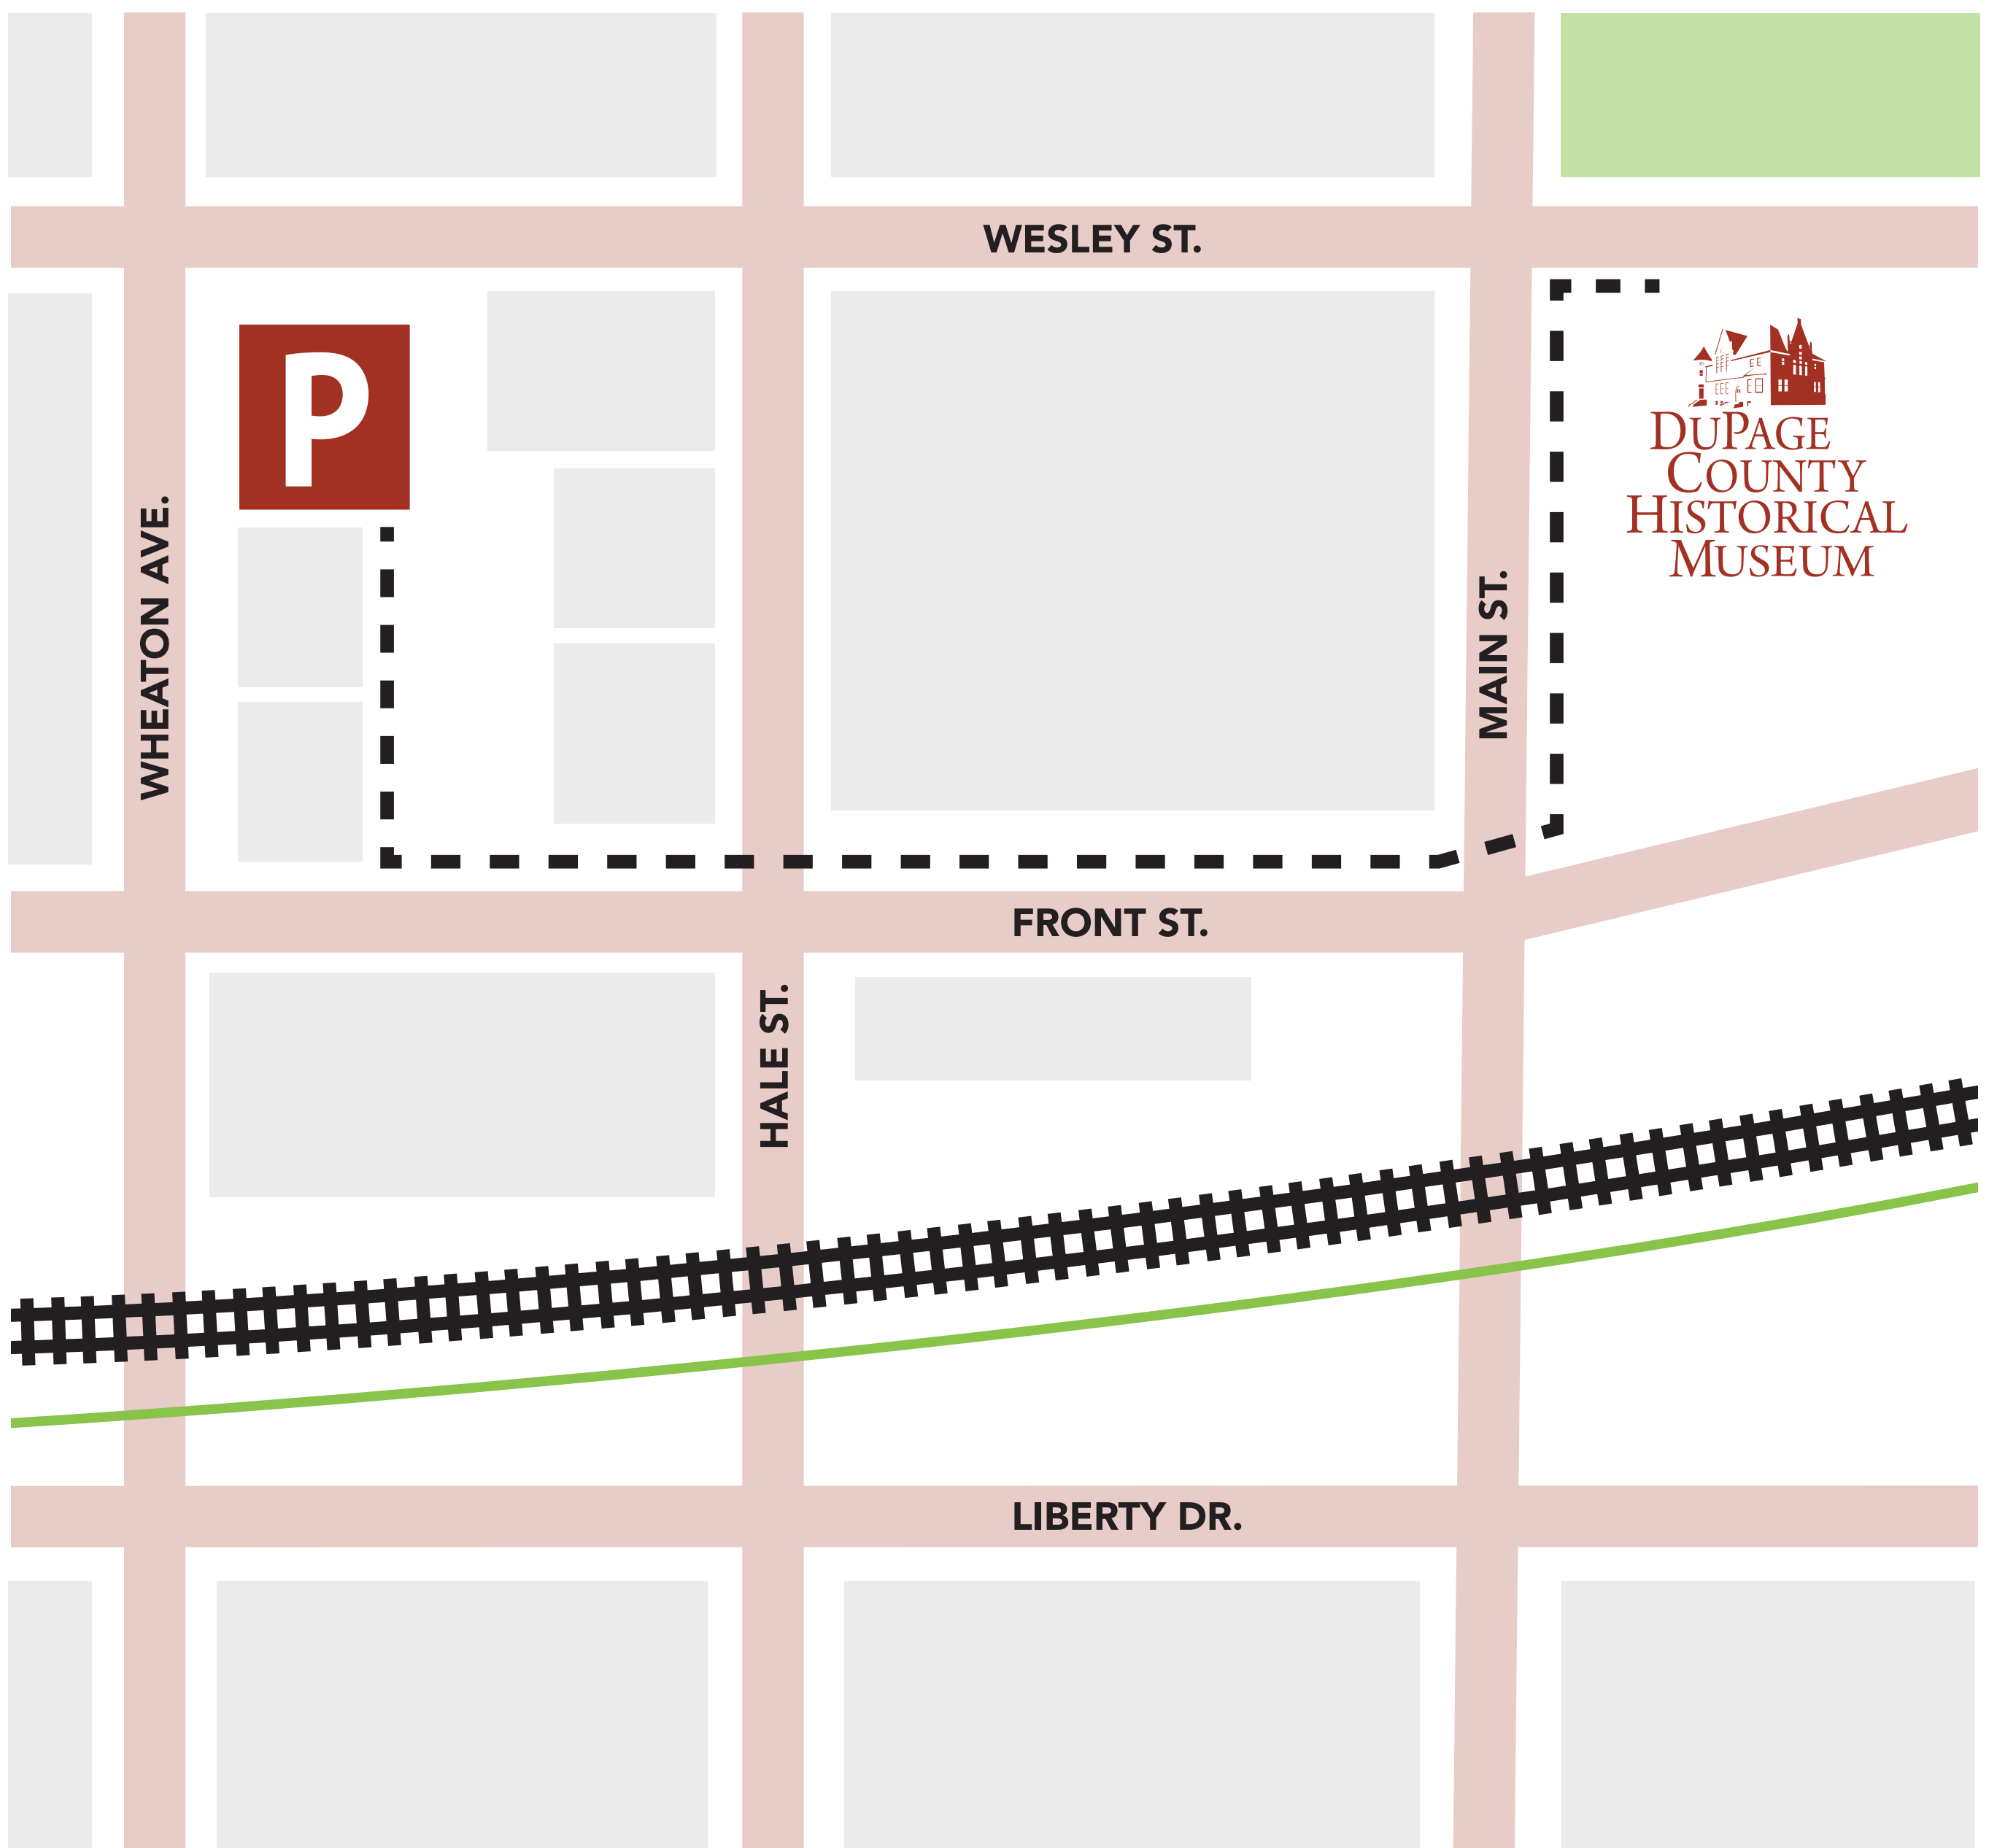 WESLEY ST.
P
DUPAGE
COUNTY
HISTORICAL
MUSEUM
WHEATON AVE.
MAIN ST.
FRONT ST.
HALE ST.
LIBERTY DR.